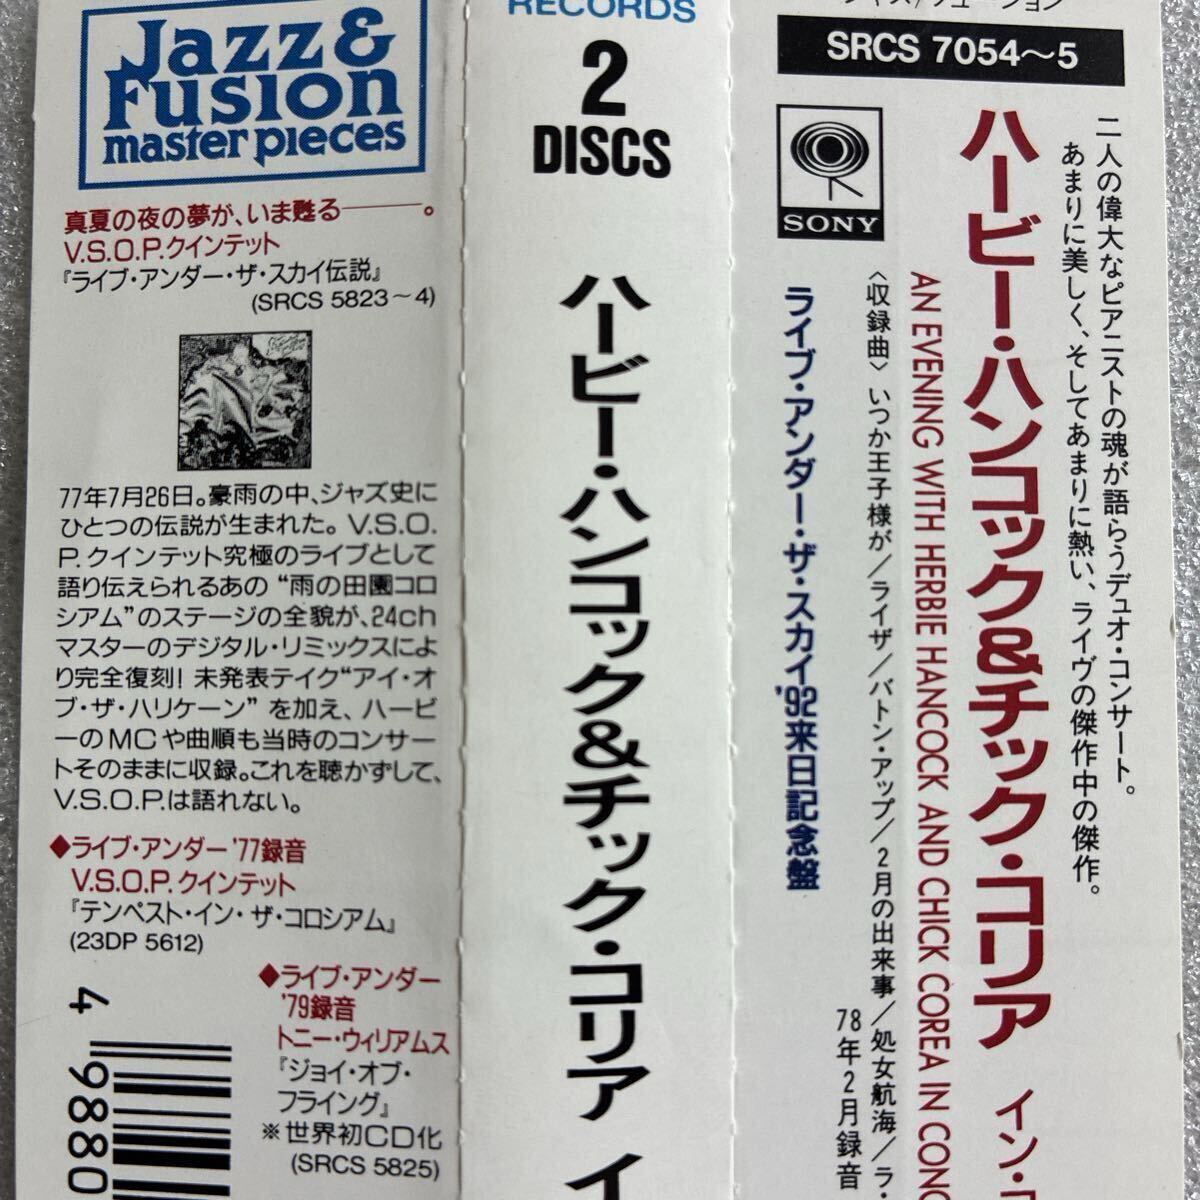 Jazz &
Fusion
master pieces
真夏の夜の夢が、いま甦る――。
V.S.O.P.クインテット
『ライブ・アンダー・ザ・スカイ伝説』
(SRCS 5823～4)
77年7月26日。豪雨の中、ジャズ史に
ひとつの伝説が生まれた。V.S.O.
P.クインテット究極のライブとして
語り伝えられるあの“雨の田園コロ
シアム”のステージの全貌が、24ch
マスターのデジタル・リミックスによ
り完全復刻！未発表テイク“アイ・オ
ブ・ザ・ハリケーン”を加え、ハービ
ーのMCや曲順も当時のコンサー
トそのままに収録。これを聴かずして、
V.S.O.P.は語れない。
◆ライブ・アンダー'77録音
V.S.O.P.クインテット
『テンペスト・イン・ザ・コロシアム』
(23DP 5612)
◆ライブ・アンダー
'79録音
トニー・ウィリアムス
『ジョイ・オブ・
フライング』
※世界初CD化
(SRCS 5825)
4
9880
RECORDS
2
DISCS
ハービー・ハンコック&チック・コリア イ
SRCS 7054～5
SONY
二人の偉大なピアニストの魂が語らうデュオ・コンサート。
あまりに美しく、そしてあまりに熱い、ライヴの傑作中の傑作。
ハービー・ハンコック&チック・コリア イン・
AN EVENING WITH HERBIE HANCOCK AND CHICK COREA IN CONC
〈収録曲〉いつか王子様が/ライザ/バトン・アップ/2月の出来事/処女航海/ラ・
78年2月録音
ライブ・アンダー・ザ・スカイ'92来日記念盤